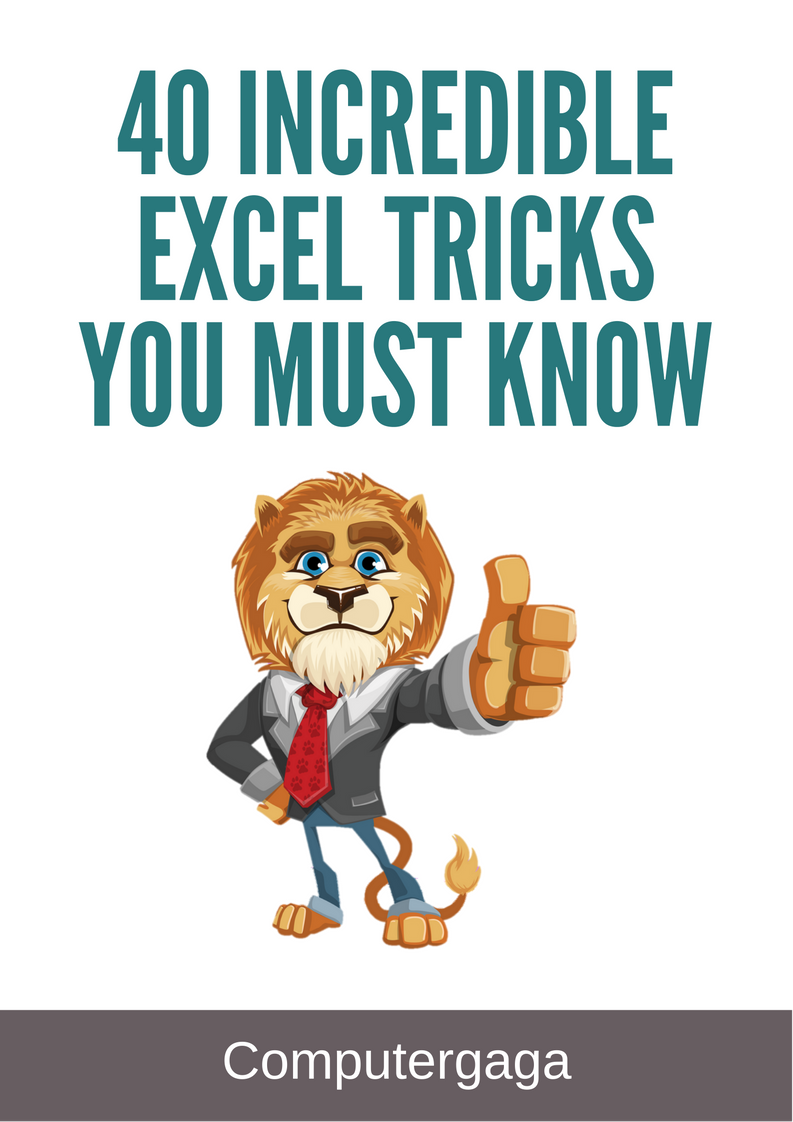 40 INCREDIBLE
EXCEL TRICKS
YOU MUST KNOW
Computergaga